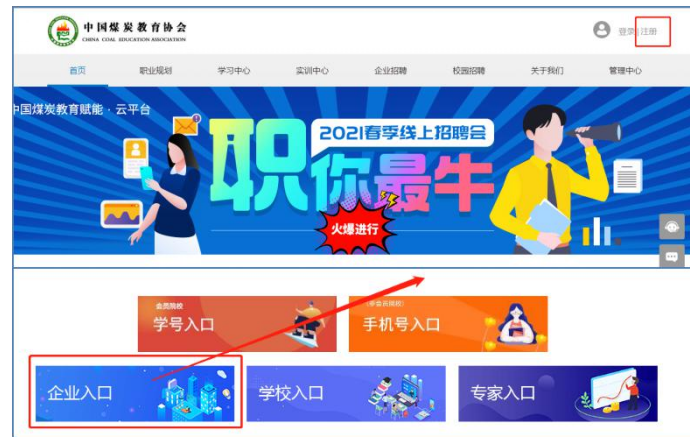 中国煤炭教育协会
CHINA COAL EDUCATION ASSOCIATION
登录|注册
首页 职业规划 学习中心 实训中心 企业招聘 校园招聘 关于我们 管理中心
中国煤炭教育赋能·云平台
2021春季线上招聘会
职你最牛
火爆进行
会员院校
学号入口
(非会员院校)
手机号入口
企业入口
学校入口
专家入口